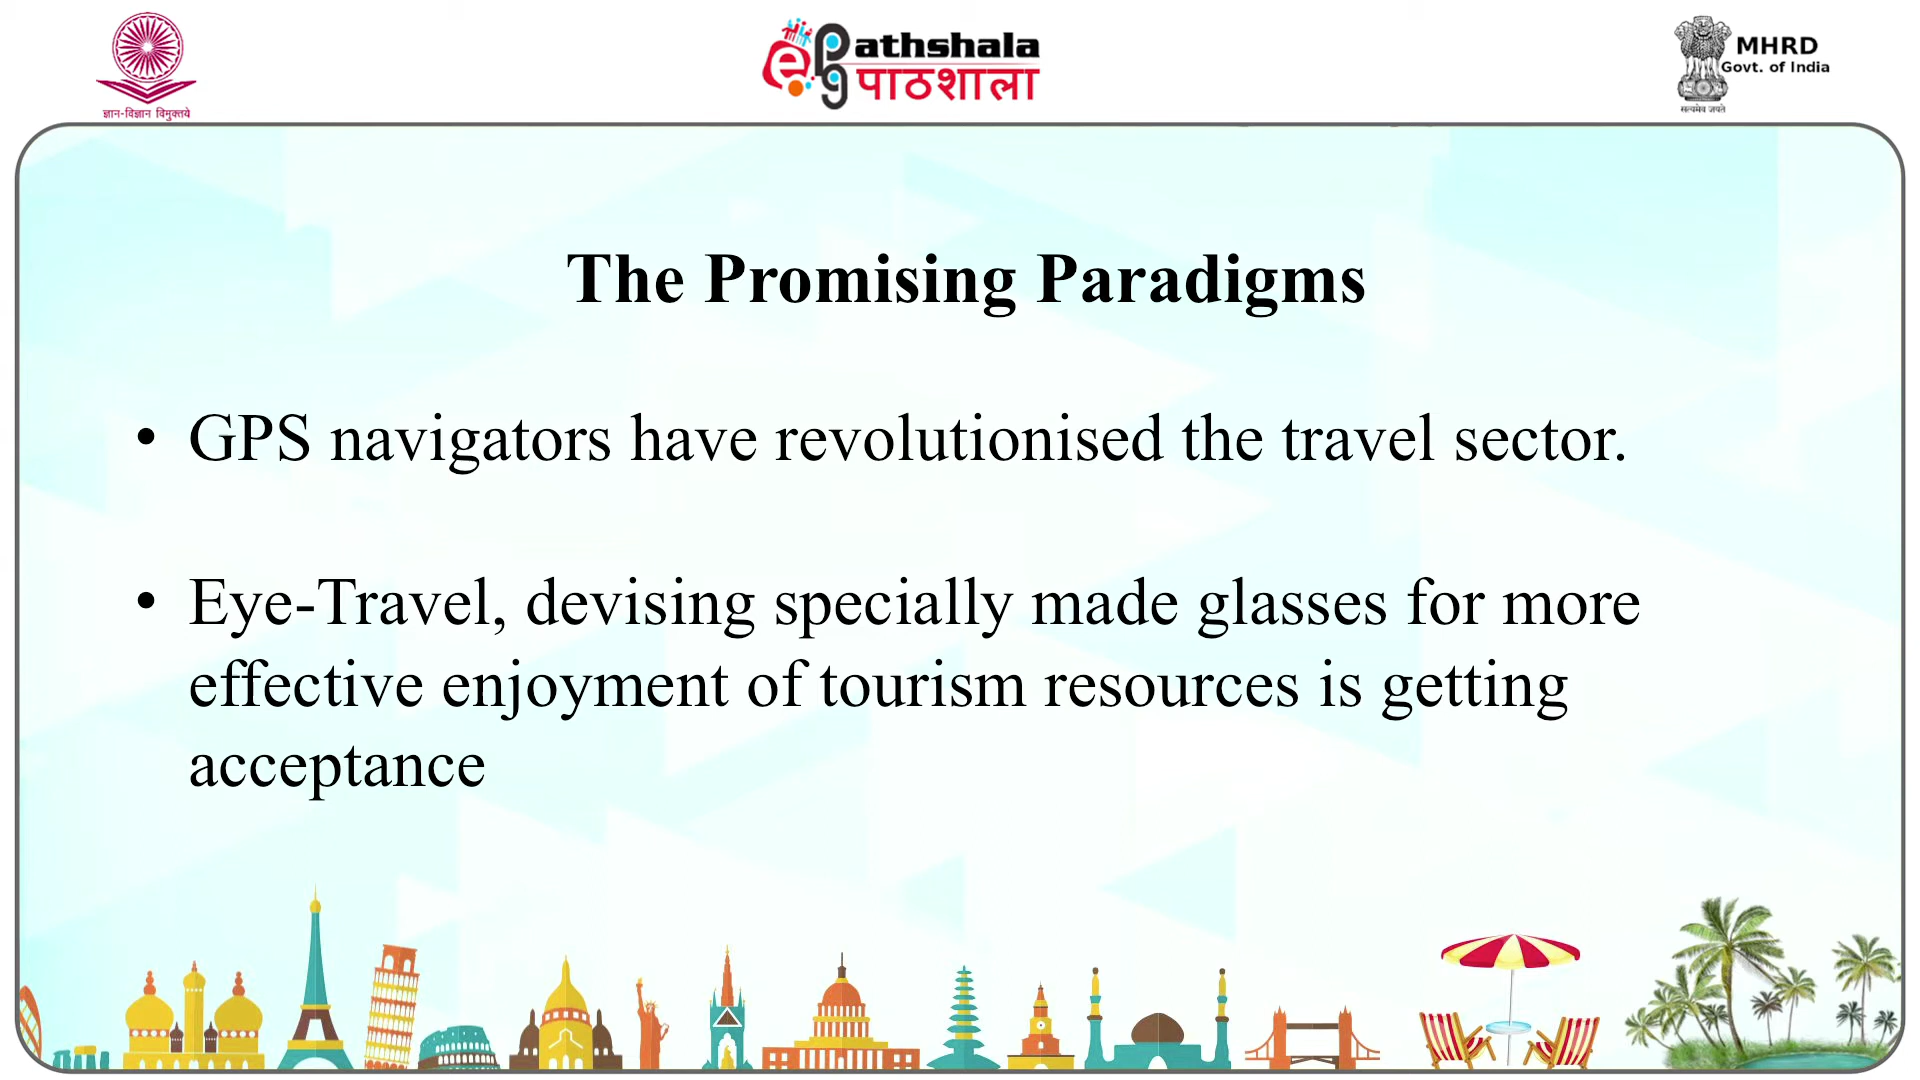 ज्ञान-विज्ञान विमुक्तये
epgathshala
पाठशाला
MHRD
Govt. of India
सत्यमेव जयते
The Promising Paradigms
• GPS navigators have revolutionised the travel sector.
• Eye-Travel, devising specially made glasses for more
effective enjoyment of tourism resources is getting
acceptance